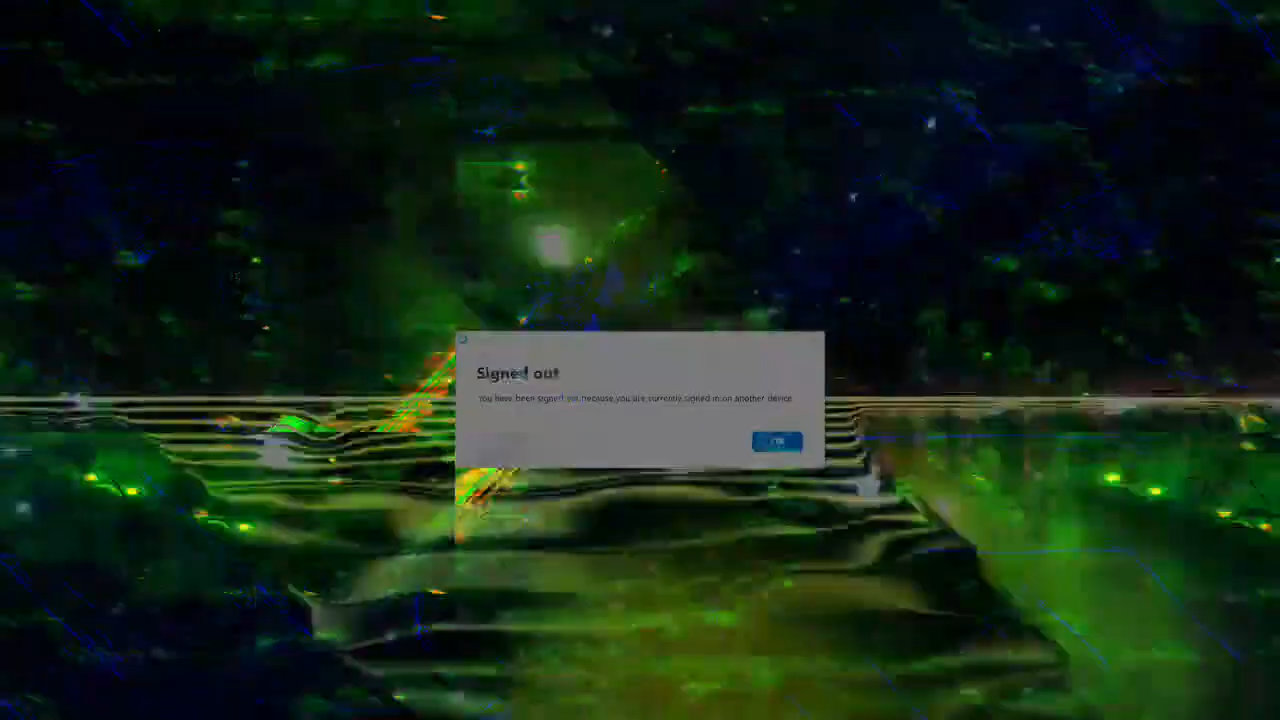 Signed out
You have been signed out because you are currently signed in on another device.
OK